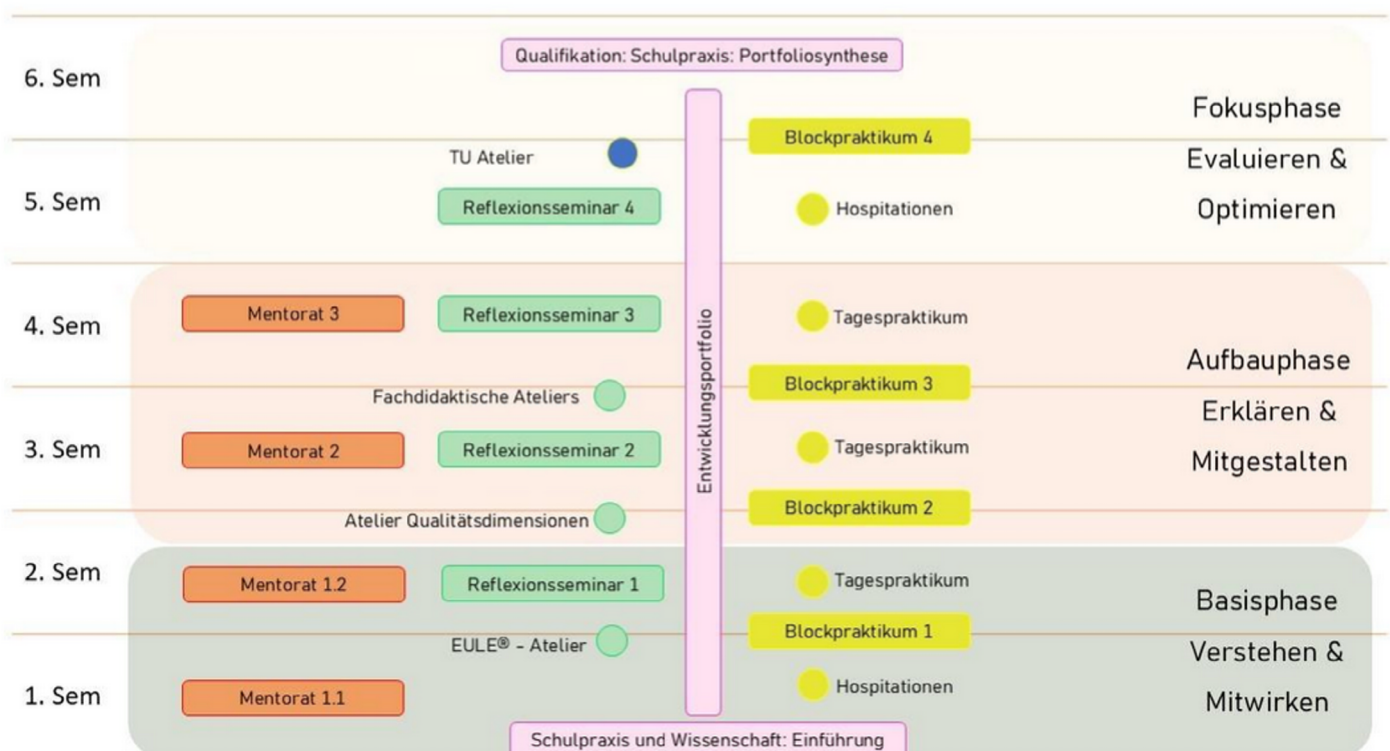 Qualifikation: Schulpraxis: Portfoliosynthese
6. Sem
Fokusphase
Blockpraktikum 4
TU Atelier
Evaluieren &
5. Sem
Reflexionsseminar 4
Hospitationen
Optimieren
4. Sem
Mentorat 3
Reflexionsseminar 3
Tagespraktikum
Entwicklungsportfolio
Aufbauphase
Blockpraktikum 3
Fachdidaktische Ateliers
Erklären &
3. Sem
Mentorat 2
Reflexionsseminar 2
Tagespraktikum
Mitgestalten
Blockpraktikum 2
Atelier Qualitätsdimensionen
2. Sem
Mentorat 1.2
Reflexionsseminar 1
Tagespraktikum
Basisphase
Blockpraktikum 1
EULE® - Atelier
Verstehen &
1. Sem
Mentorat 1.1
Hospitationen
Mitwirken
Schulpraxis und Wissenschaft: Einführung